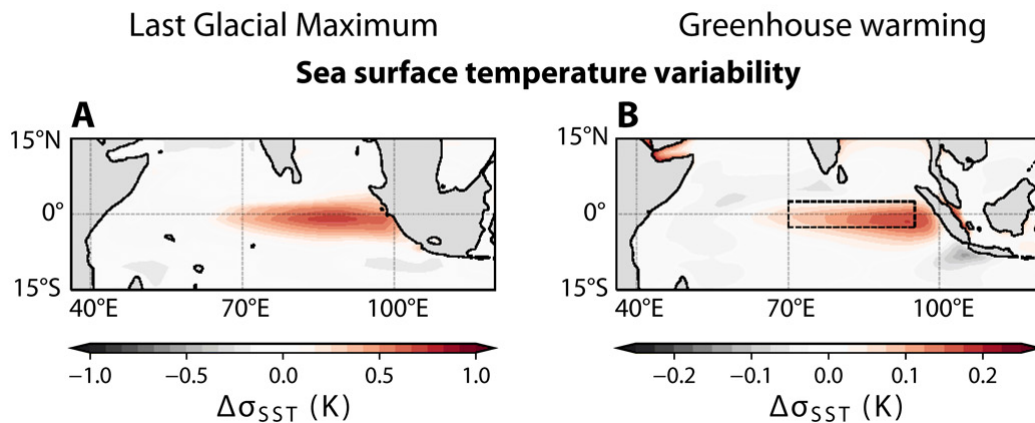 Last Glacial Maximum
Greenhouse warming
Sea surface temperature variability
A
B
15°N
0°
15°S
40°E 70°E 100°E
15°N
0°
15°S
40°E 70°E 100°E
−1.0 −0.5 0.0 0.5 1.0
−0.2 −0.1 0.0 0.1 0.2
Δσ_SST (K)
Δσ_SST (K)